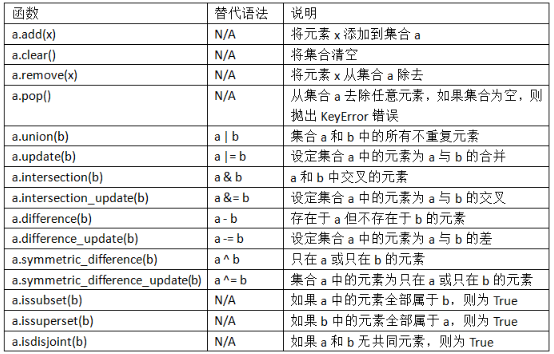 函数 替代语法 说明
a.add(x) N/A 将元素 x 添加到集合 a
a.clear() N/A 将集合清空
a.remove(x) N/A 将元素 x 从集合 a 除去
a.pop() N/A 从集合 a 去除任意元素，如果集合为空，则
抛出 KeyError 错误
a.union(b) a | b 集合 a 和 b 中的所有不重复元素
a.update(b) a |= b 设定集合 a 中的元素为 a 与 b 的合并
a.intersection(b) a & b a 和 b 中交叉的元素
a.intersection_update(b) a &= b 设定集合 a 中的元素为 a 与 b 的交叉
a.difference(b) a - b 存在于 a 但不存在于 b 的元素
a.difference_update(b) a -= b 设定集合 a 中的元素为 a 与 b 的差
a.symmetric_difference(b) a ^ b 只在 a 或只在 b 的元素
a.symmetric_difference_update(b) a ^= b 集合 a 中的元素为只在 a 或只在 b 的元素
a.issubset(b) N/A 如果 a 中的元素全部属于 b，则为 True
a.issuperset(b) N/A 如果 b 中的元素全部属于 a，则为 True
a.isdisjoint(b) N/A 如果 a 和 b 无共同元素，则为 True